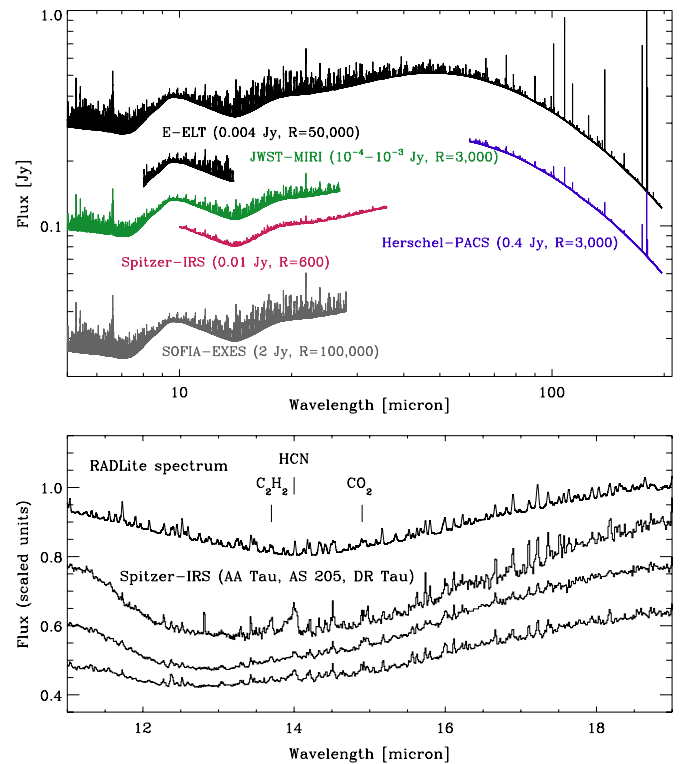 1.0
Flux [Jy]
0.1
E-ELT (0.004 Jy, R=50,000)
JWST-MIRI (10⁻⁴-10⁻³ Jy, R=3,000)
Herschel-PACS (0.4 Jy, R=3,000)
Spitzer-IRS (0.01 Jy, R=600)
SOFIA-EXES (2 Jy, R=100,000)
10 100
Wavelength [micron]
RADLite spectrum
HCN
C₂H₂ CO₂
Spitzer-IRS (AA Tau, AS 205, DR Tau)
Flux (scaled units)
1.0
0.8
0.6
0.4
12 14 16 18
Wavelength [micron]